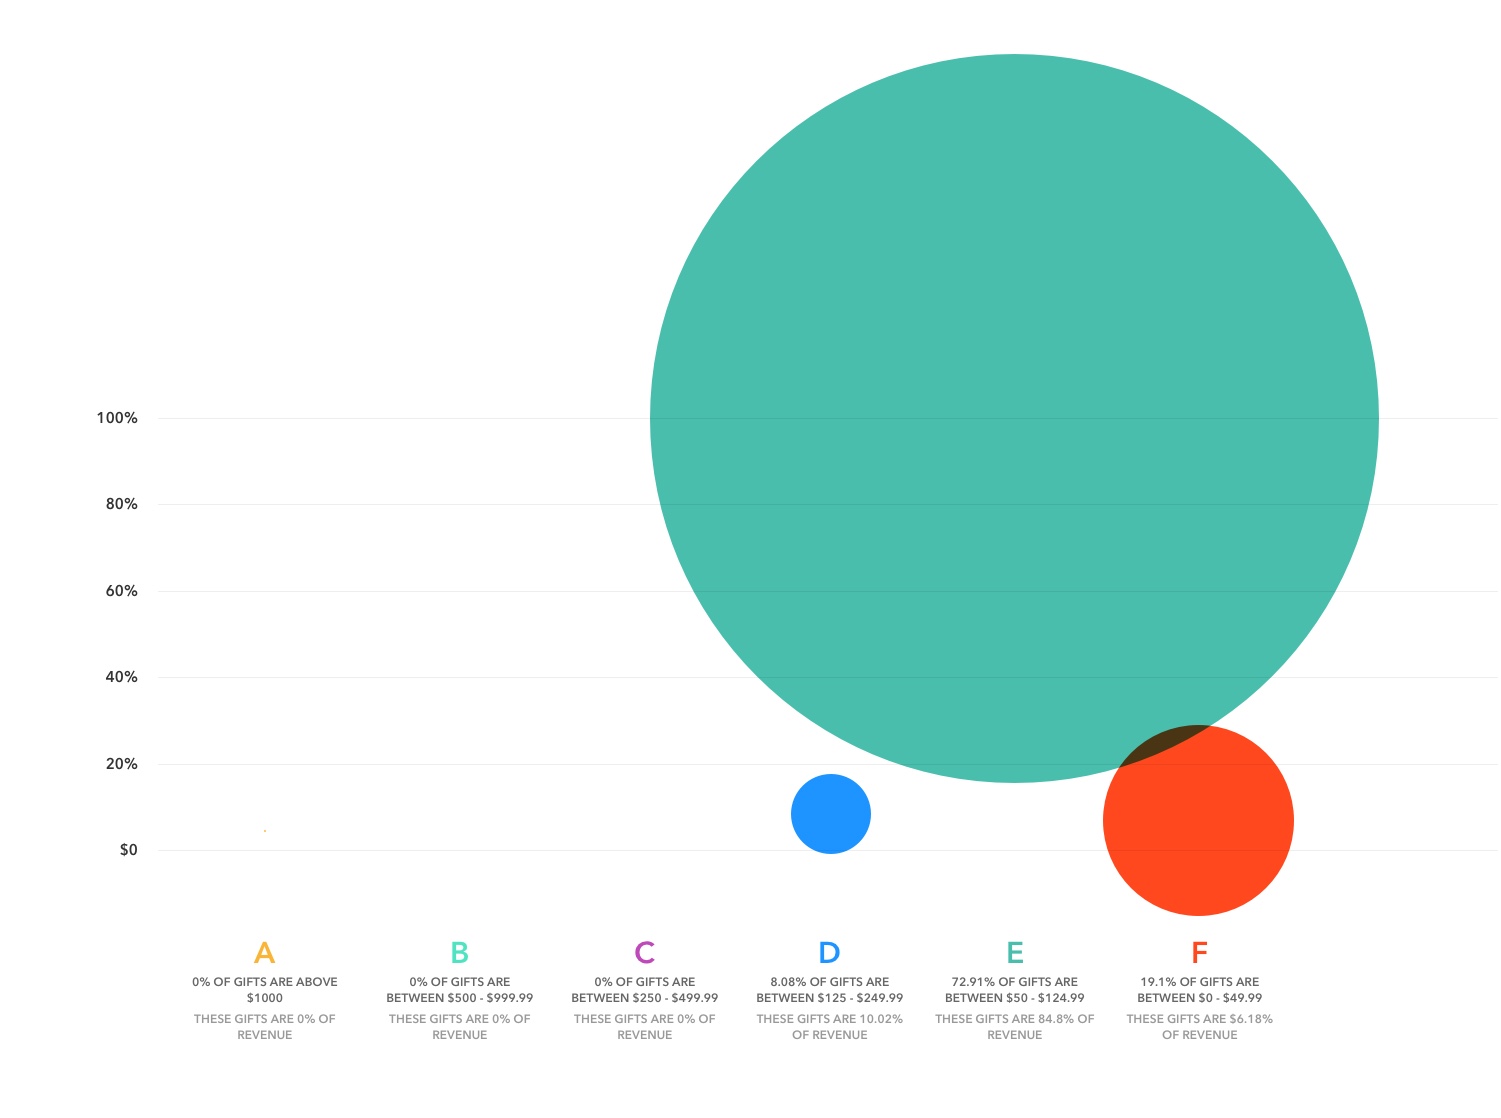 100%
80%
60%
40%
20%
$0
A
0% OF GIFTS ARE ABOVE
$1000
THESE GIFTS ARE 0% OF
REVENUE
B
0% OF GIFTS ARE
BETWEEN $500 - $999.99
THESE GIFTS ARE 0% OF
REVENUE
C
0% OF GIFTS ARE
BETWEEN $250 - $499.99
THESE GIFTS ARE 0% OF
REVENUE
D
8.08% OF GIFTS ARE
BETWEEN $125 - $249.99
THESE GIFTS ARE 10.02%
OF REVENUE
E
72.91% OF GIFTS ARE
BETWEEN $50 - $124.99
THESE GIFTS ARE 84.8% OF
REVENUE
F
19.1% OF GIFTS ARE
BETWEEN $0 - $49.99
THESE GIFTS ARE $6.18%
OF REVENUE